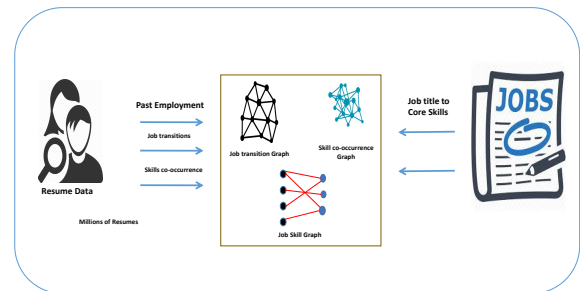 Past Employment
Job transitions
Skills co-occurrence
Resume Data
Millions of Resumes
Job transition Graph
Skill co-occurrence
Graph
Job Skill Graph
Job title to
Core Skills
JOBS